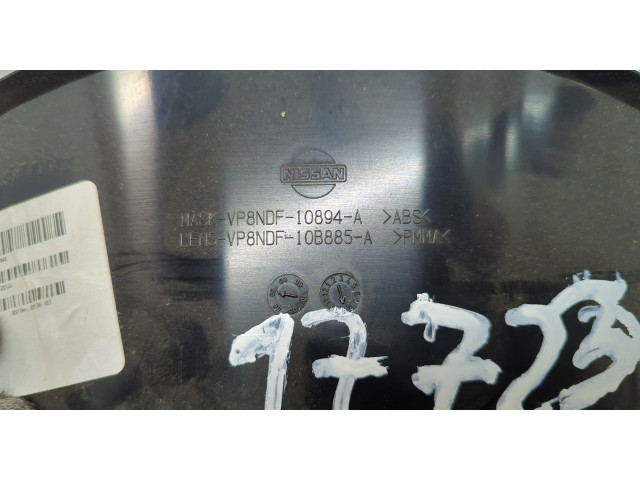 NISSAN
MASK-VP8NDF-10894-A >ABS<
LENS-VP8NDF-10B885-A >PMMA<
17723